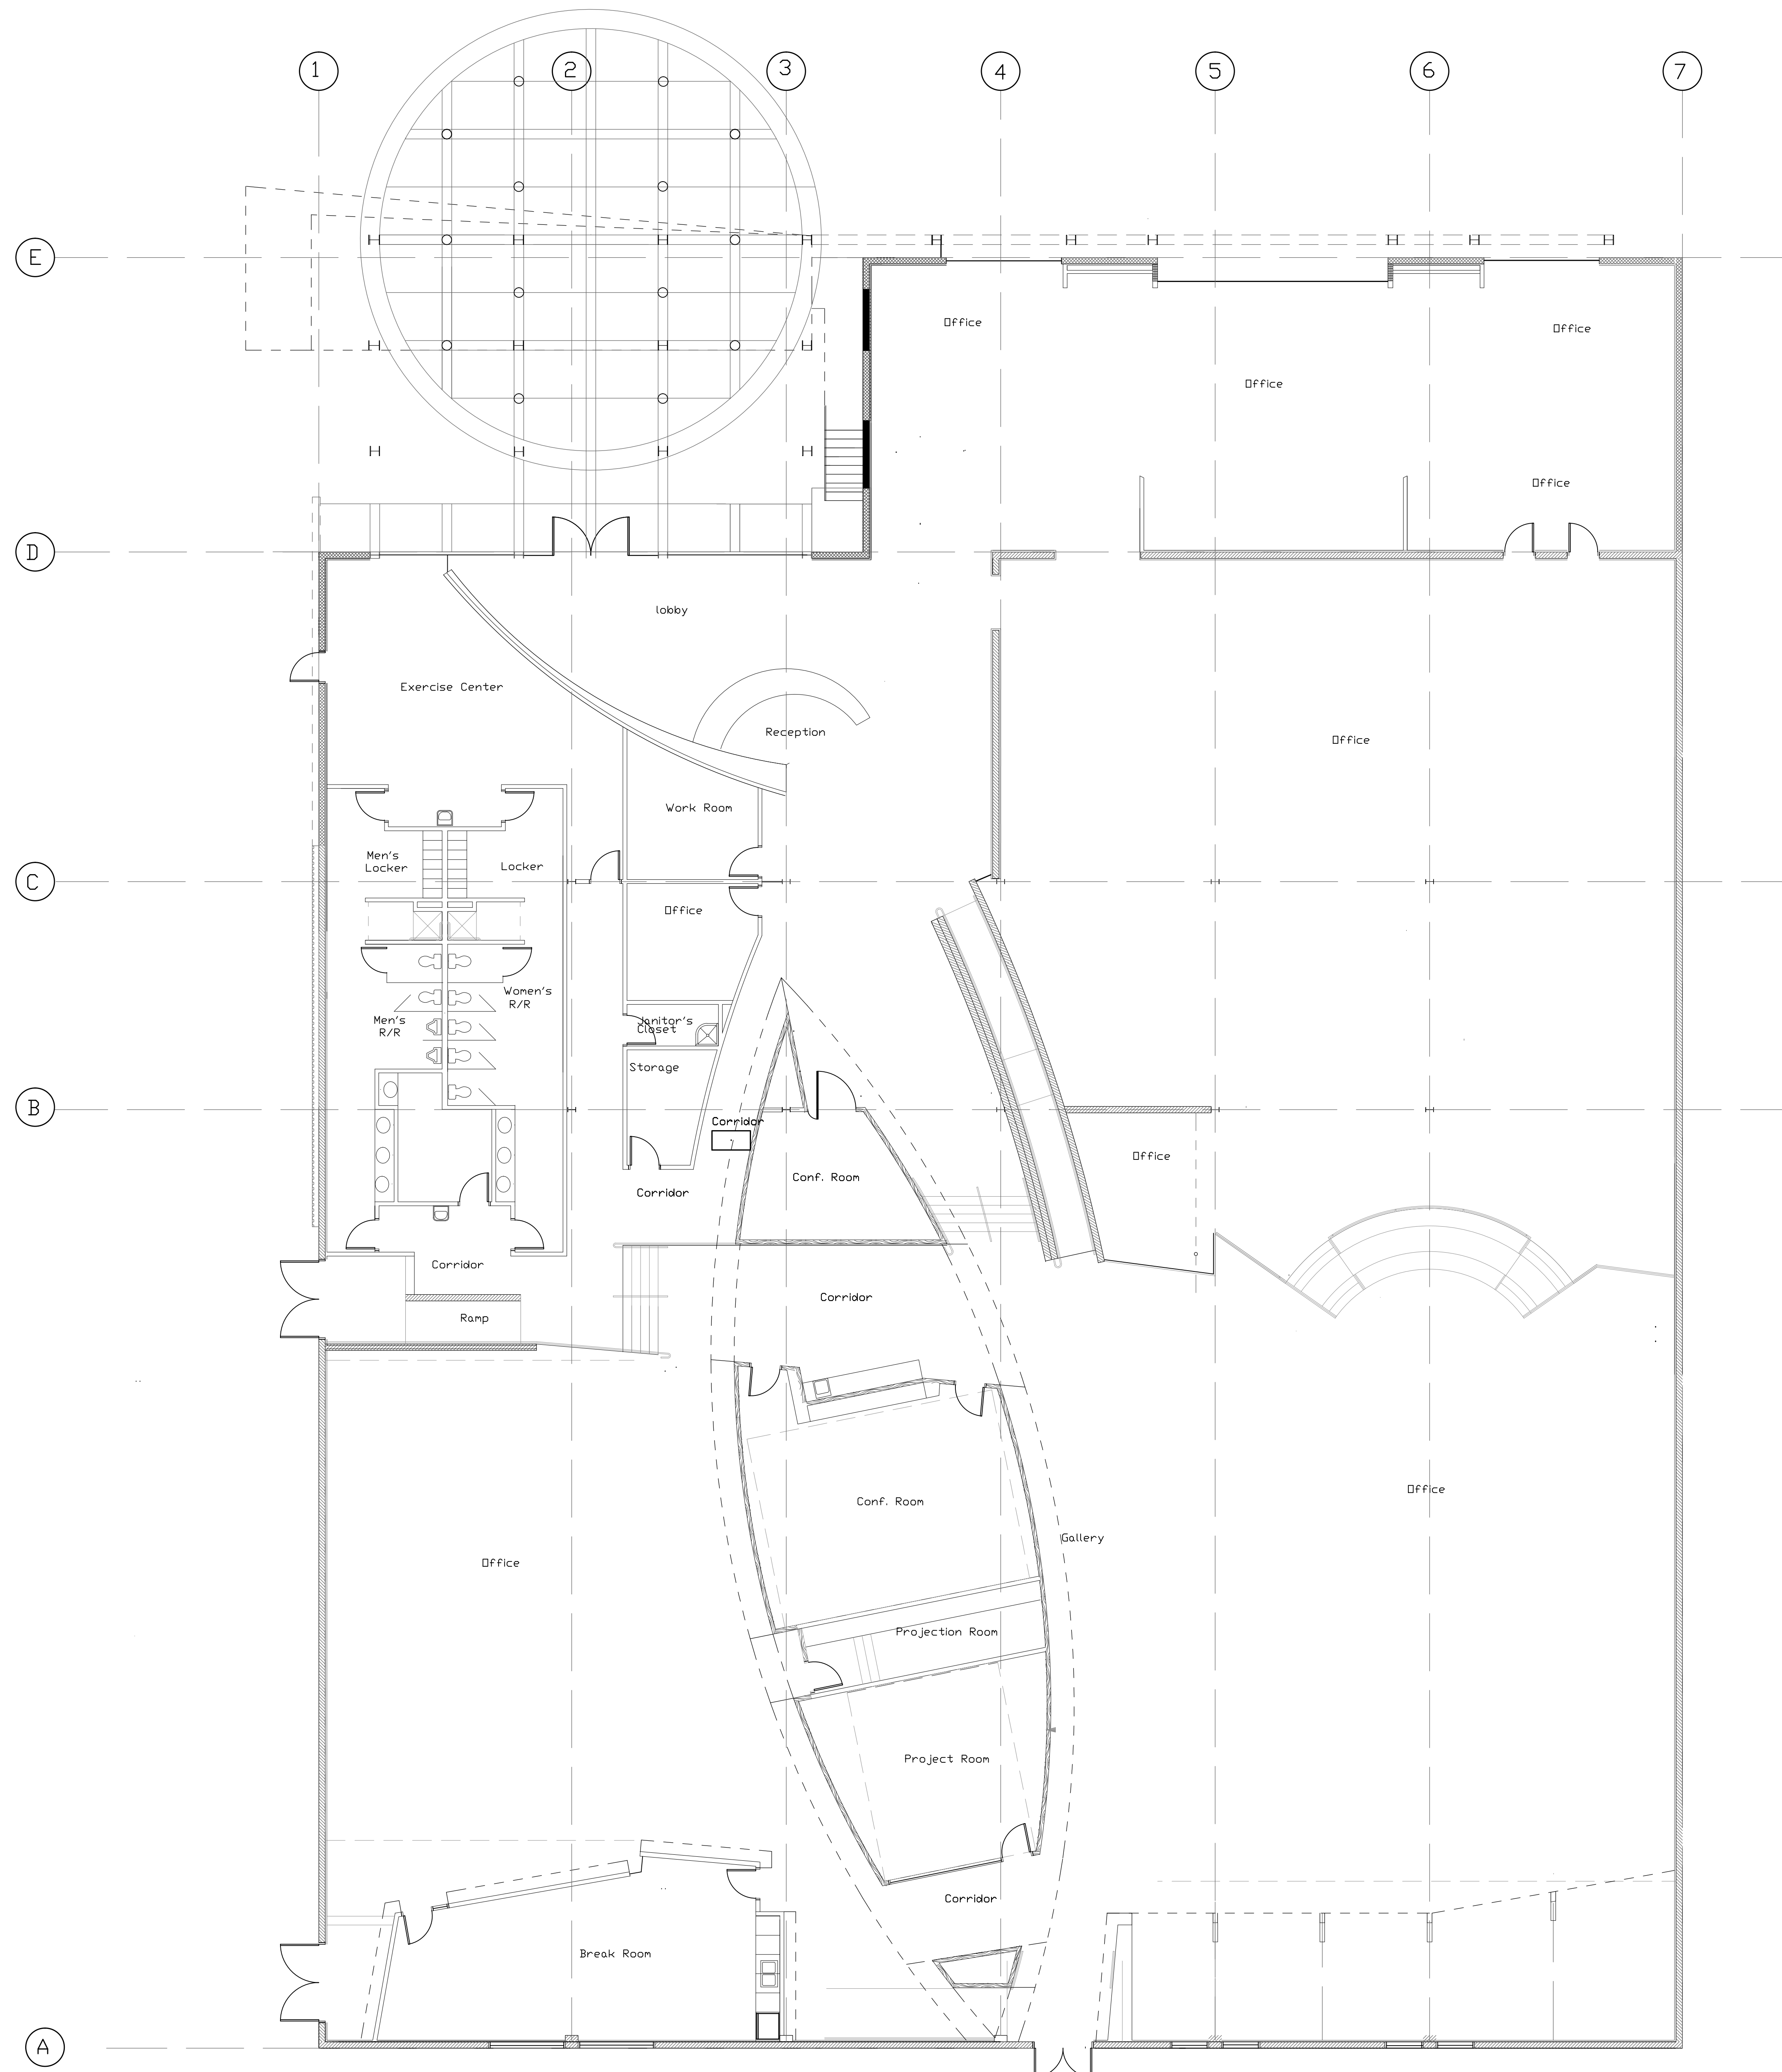 1
2
3
4
5
6
7
E
Office
Office
Office
Office
D
lobby
Exercise Center
Reception
Office
Work Room
Men's
Locker
Locker
C
Office
Women's
R/R
Men's
R/R
Janitor's
Closet
Storage
B
Corridor
Office
Conf. Room
Corridor
Corridor
Corridor
Ramp
Office
Conf. Room
Gallery
Office
Projection Room
Project Room
Corridor
Break Room
A